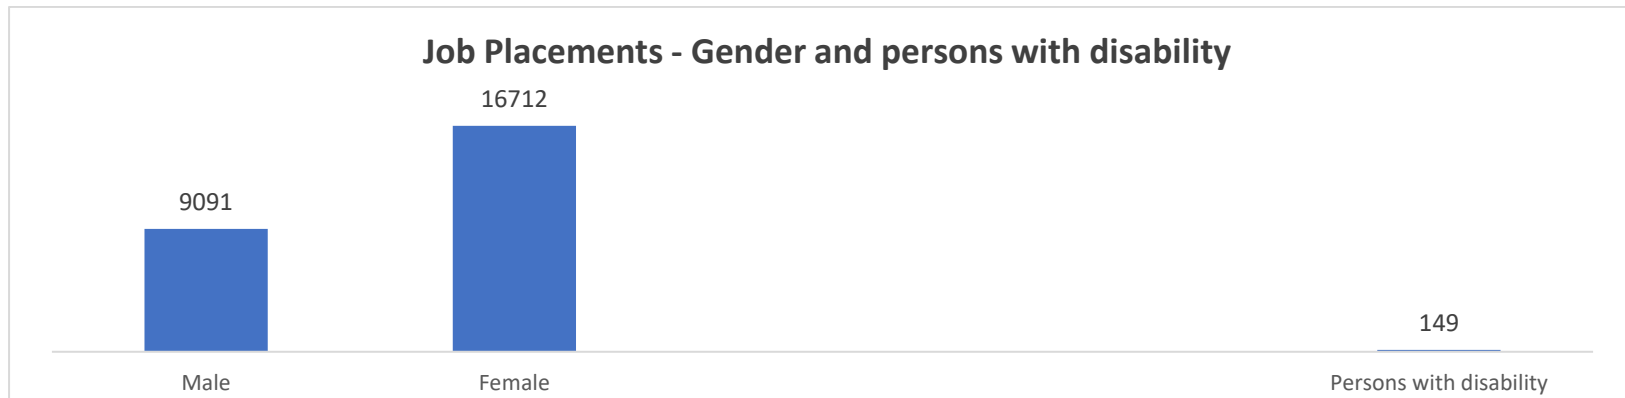 Job Placements - Gender and persons with disability
16712
9091
149
Male Female Persons with disability